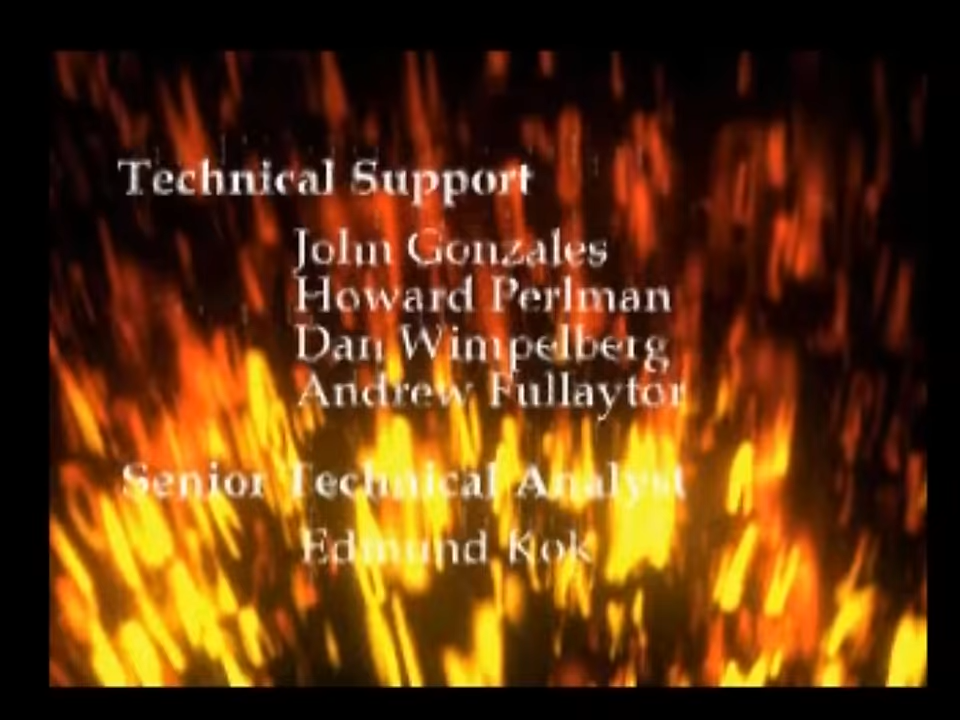 Technical Support
John Gonzales
Howard Perlman
Dan Wimpelberg
Andrew Fullaytor
Senior Technical Analyst
Edmund Kok